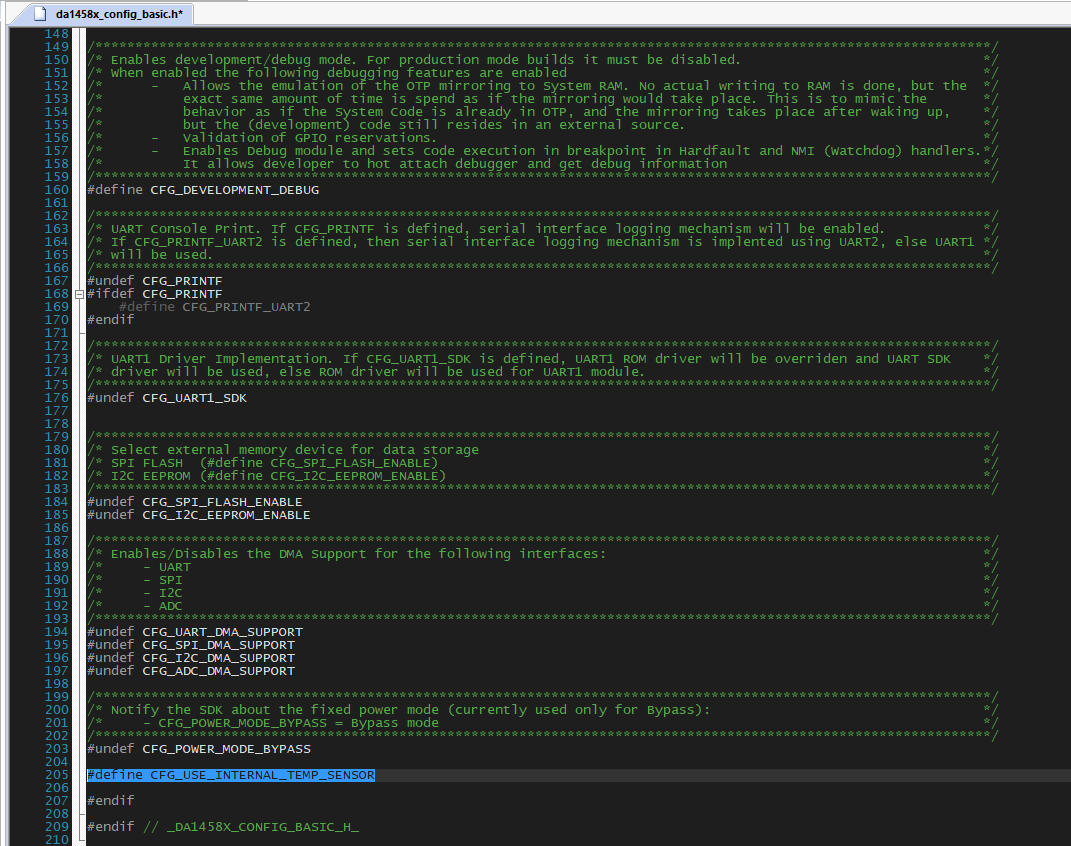 da1458x_config_basic.h*
148
149 /****************************************************************************************************************/
150 /* Enables development/debug mode. For production mode builds it must be disabled. */
151 /* When enabled the following debugging features are enabled
152 /* - Allows the emulation of the OTP mirroring to System RAM. No actual writing to RAM is done, but the */
153 /* exact same amount of time is spend as if the mirroring would take place. This is to mimic the */
154 /* behavior as if the System Code is already in OTP, and the mirroring takes place after waking up, */
155 /* but the (development) code still resides in an external source. */
156 /* - Validation of GPIO reservations. */
157 /* - Enables Debug module and sets code execution in breakpoint in Hardfault and NMI (Watchdog) handlers.*/
158 /* It allows developer to hot attach debugger and get debug information */
159 /****************************************************************************************************************/
160 #define CFG_DEVELOPMENT_DEBUG
161
162 /****************************************************************************************************************/
163 /* UART Console Print. If CFG_PRINTF is defined, serial interface logging mechanism will be enabled. */
164 /* If CFG_PRINTF_UART2 is defined, then serial interface logging mechanism is implented using UART2, else UART1 */
165 /* will be used. */
166 /****************************************************************************************************************/
167 #undef CFG_PRINTF
168 #ifdef CFG_PRINTF
169 #define CFG_PRINTF_UART2
170 #endif
171
172 /****************************************************************************************************************/
173 /* UART1 Driver Implementation. If CFG_UART1_SDK is defined, UART1 ROM driver will be overriden and UART SDK */
174 /* driver will be used, else ROM driver will be used for UART1 module. */
175 /****************************************************************************************************************/
176 #undef CFG_UART1_SDK
177
178
179 /****************************************************************************************************************/
180 /* Select external memory device for data storage */
181 /* SPI FLASH (#define CFG_SPI_FLASH_ENABLE) */
182 /* I2C EEPROM (#define CFG_I2C_EEPROM_ENABLE) */
183 /****************************************************************************************************************/
184 #undef CFG_SPI_FLASH_ENABLE
185 #undef CFG_I2C_EEPROM_ENABLE
186
187 /****************************************************************************************************************/
188 /* Enables/Disables the DMA Support for the following interfaces: */
189 /* - UART */
190 /* - SPI */
191 /* - I2C */
192 /* - ADC */
193 /****************************************************************************************************************/
194 #undef CFG_UART_DMA_SUPPORT
195 #undef CFG_SPI_DMA_SUPPORT
196 #undef CFG_I2C_DMA_SUPPORT
197 #undef CFG_ADC_DMA_SUPPORT
198
199 /****************************************************************************************************************/
200 /* Notify the SDK about the fixed power mode (currently used only for Bypass): */
201 /* - CFG_POWER_MODE_BYPASS = Bypass mode */
202 /****************************************************************************************************************/
203 #undef CFG_POWER_MODE_BYPASS
204
205 #define CFG_USE_INTERNAL_TEMP_SENSOR
206
207 #endif
208
209 #endif // _DA1458X_CONFIG_BASIC_H_
210